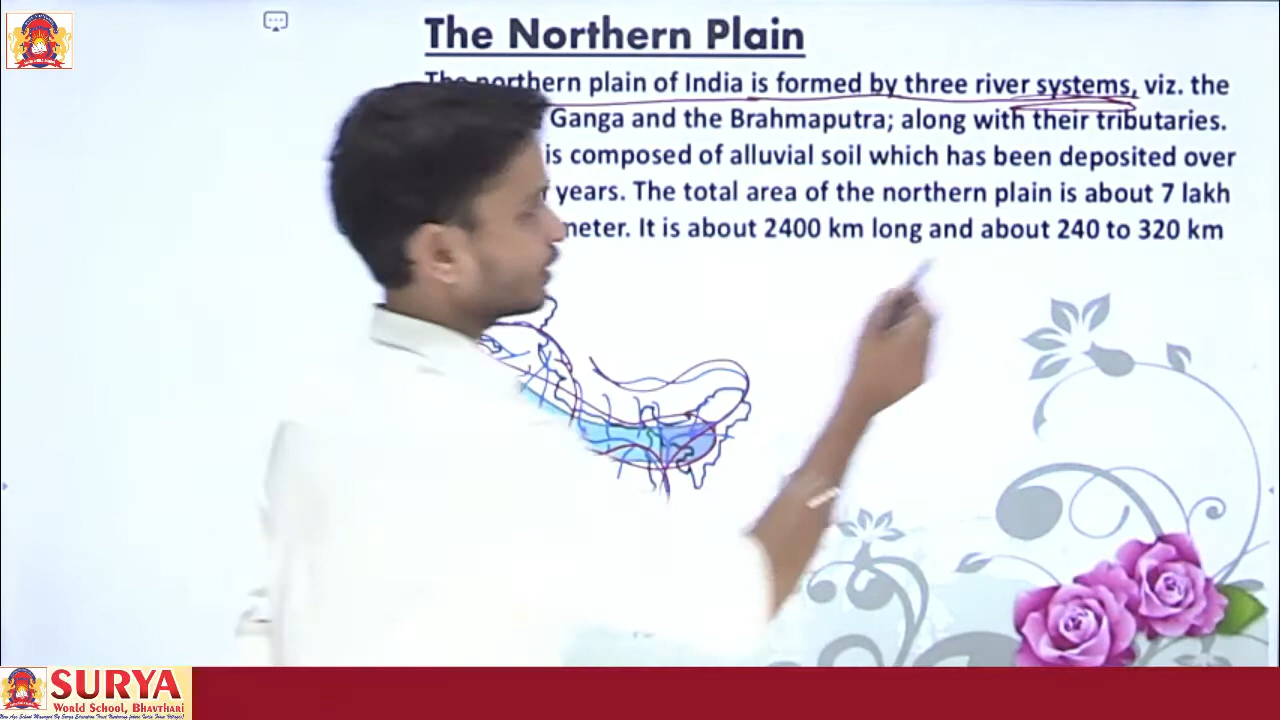 The Northern Plain
The northern plain of India is formed by three river systems, viz. the
Ganga and the Brahmaputra; along with their tributaries.
is composed of alluvial soil which has been deposited over
years. The total area of the northern plain is about 7 lakh
meter. It is about 2400 km long and about 240 to 320 km
SURYA
World School, Bhavthari